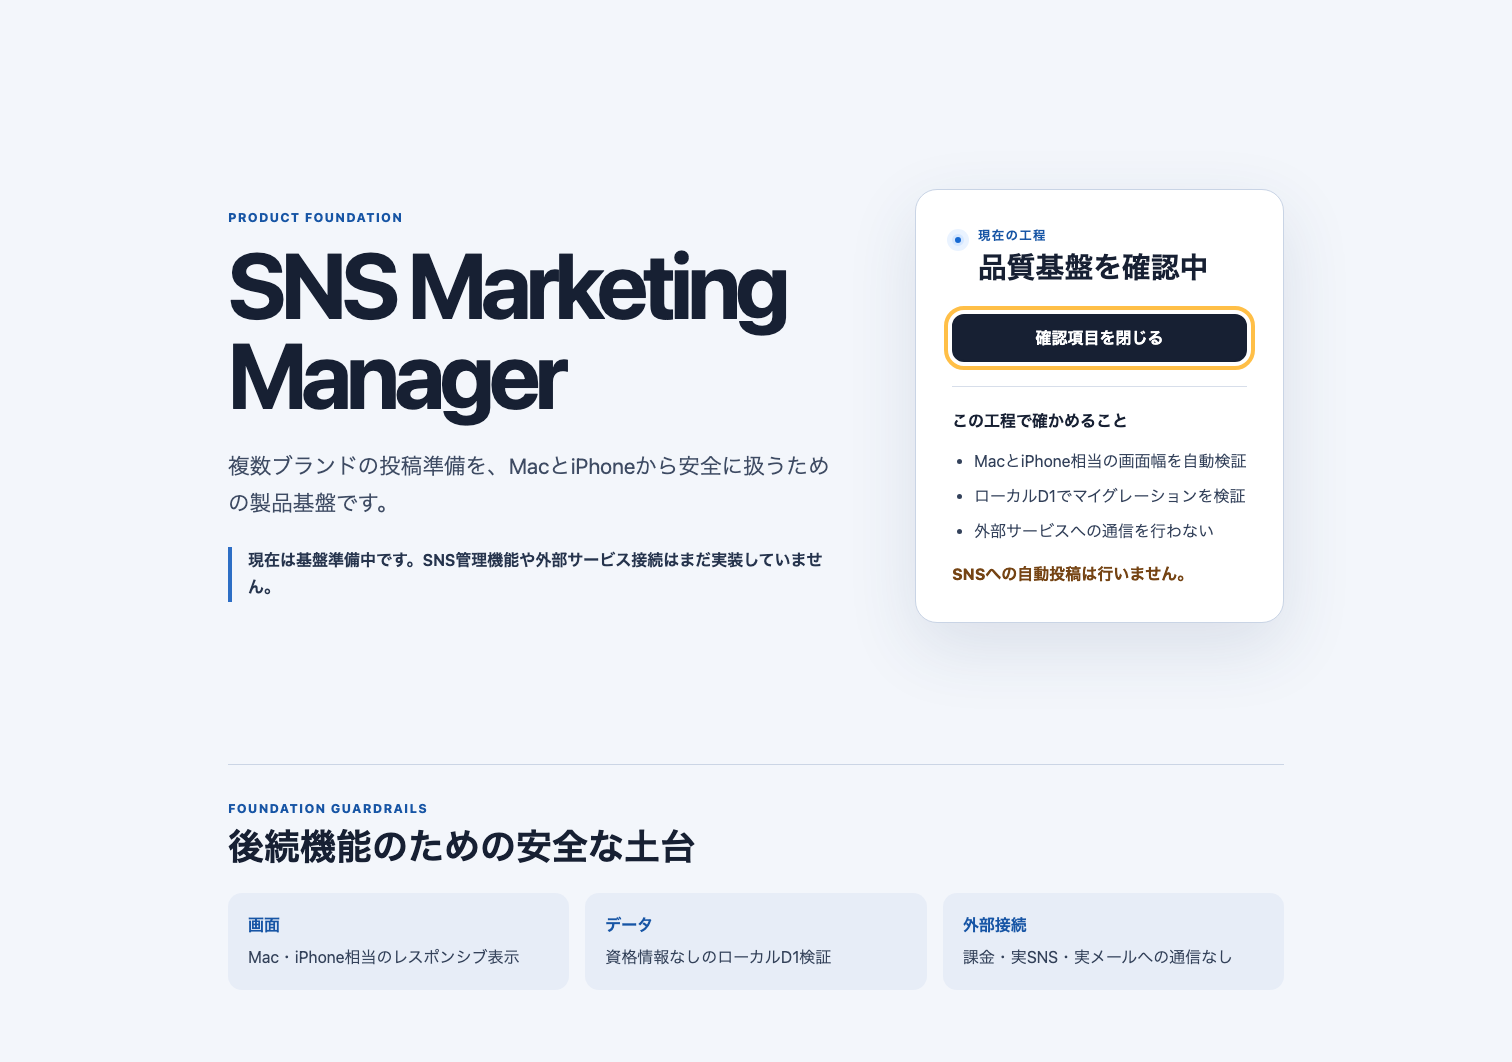 PRODUCT FOUNDATION
SNS Marketing
Manager
複数ブランドの投稿準備を、MacとiPhoneから安全に扱うため
の製品基盤です。
現在は基盤準備中です。SNS管理機能や外部サービス接続はまだ実装していませ
ん。
現在の工程
品質基盤を確認中
確認項目を閉じる
この工程で確かめること
• MacとiPhone相当の画面幅を自動検証
• ローカルD1でマイグレーションを検証
• 外部サービスへの通信を行わない
SNSへの自動投稿は行いません。
FOUNDATION GUARDRAILS
後続機能のための安全な土台
画面
Mac・iPhone相当のレスポンシブ表示
データ
資格情報なしのローカルD1検証
外部接続
課金・実SNS・実メールへの通信なし